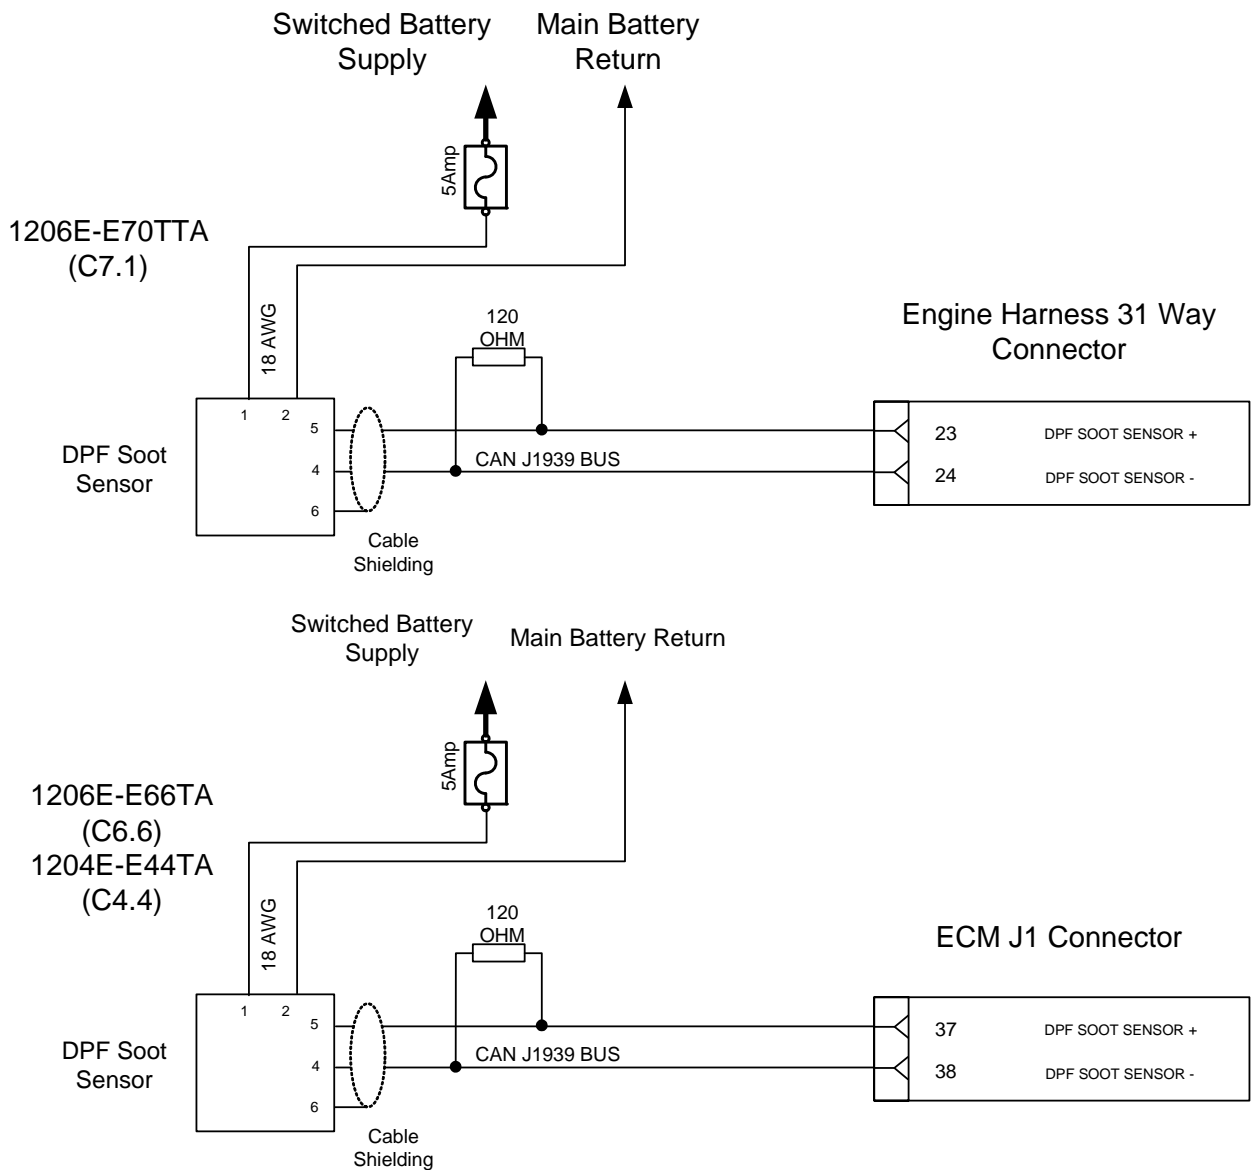 Switched Battery
Supply
Main Battery
Return
5Amp
1206E-E70TTA
(C7.1)
18 AWG
120
OHM
Engine Harness 31 Way
Connector
1
2
5
4
6
DPF Soot
Sensor
CAN J1939 BUS
23
DPF SOOT SENSOR +
24
DPF SOOT SENSOR -
Cable
Shielding
Switched Battery
Supply
Main Battery Return
5Amp
1206E-E66TA
(C6.6)
1204E-E44TA
(C4.4)
18 AWG
120
OHM
ECM J1 Connector
1
2
5
4
6
DPF Soot
Sensor
CAN J1939 BUS
37
DPF SOOT SENSOR +
38
DPF SOOT SENSOR -
Cable
Shielding